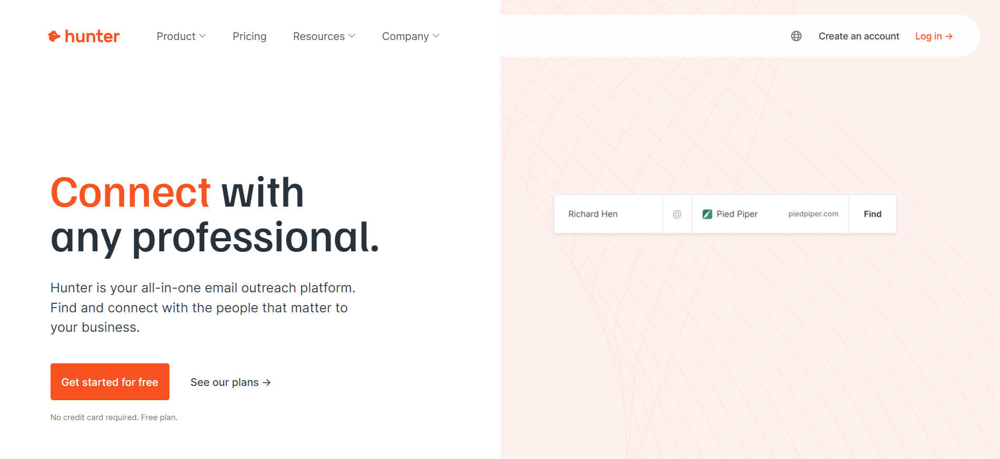 hunter
Product
Pricing
Resources
Company
Create an account
Log in →
Connect with
any professional.
Hunter is your all-in-one email outreach platform.
Find and connect with the people that matter to
your business.
Get started for free
See our plans →
No credit card required. Free plan.
Richard Hen
@
Pied Piper
piedpiper.com
Find